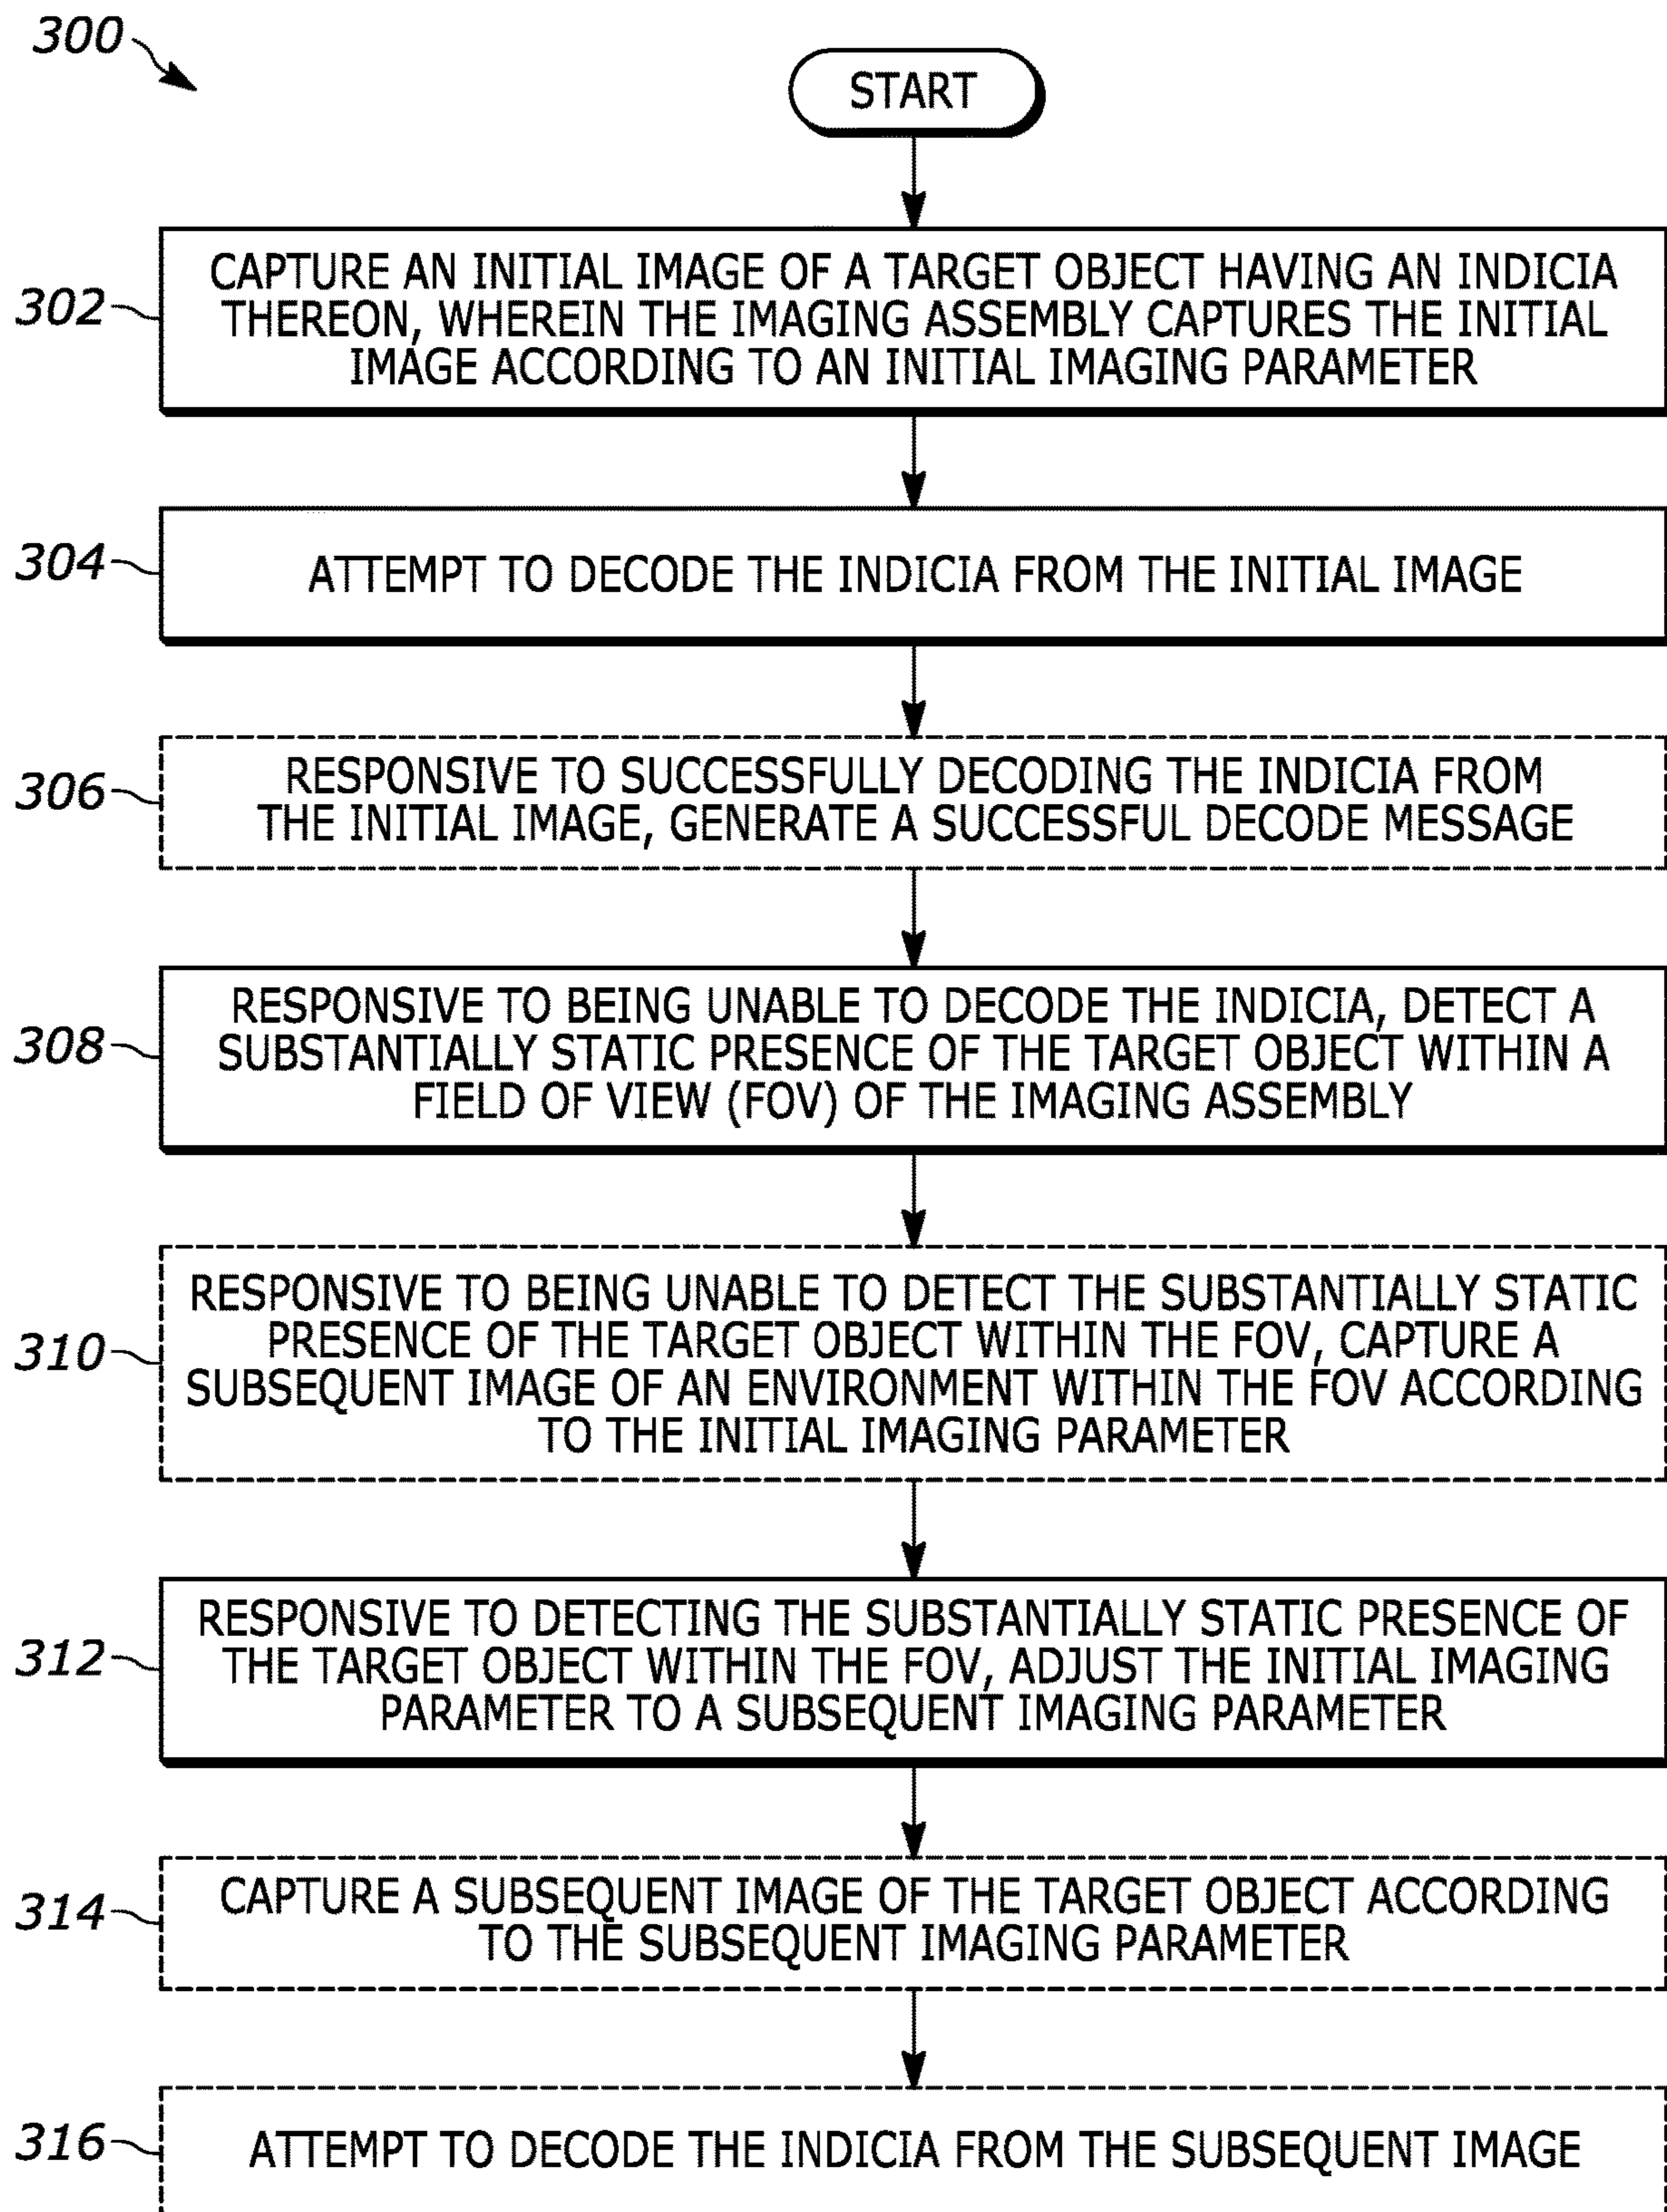 300
START
302
CAPTURE AN INITIAL IMAGE OF A TARGET OBJECT HAVING AN INDICIA
THEREON, WHEREIN THE IMAGING ASSEMBLY CAPTURES THE INITIAL
IMAGE ACCORDING TO AN INITIAL IMAGING PARAMETER
304
ATTEMPT TO DECODE THE INDICIA FROM THE INITIAL IMAGE
306
RESPONSIVE TO SUCCESSFULLY DECODING THE INDICIA FROM
THE INITIAL IMAGE, GENERATE A SUCCESSFUL DECODE MESSAGE
308
RESPONSIVE TO BEING UNABLE TO DECODE THE INDICIA, DETECT A
SUBSTANTIALLY STATIC PRESENCE OF THE TARGET OBJECT WITHIN A
FIELD OF VIEW (FOV) OF THE IMAGING ASSEMBLY
310
RESPONSIVE TO BEING UNABLE TO DETECT THE SUBSTANTIALLY STATIC
PRESENCE OF THE TARGET OBJECT WITHIN THE FOV, CAPTURE A
SUBSEQUENT IMAGE OF AN ENVIRONMENT WITHIN THE FOV ACCORDING
TO THE INITIAL IMAGING PARAMETER
312
RESPONSIVE TO DETECTING THE SUBSTANTIALLY STATIC PRESENCE OF
THE TARGET OBJECT WITHIN THE FOV, ADJUST THE INITIAL IMAGING
PARAMETER TO A SUBSEQUENT IMAGING PARAMETER
314
CAPTURE A SUBSEQUENT IMAGE OF THE TARGET OBJECT ACCORDING
TO THE SUBSEQUENT IMAGING PARAMETER
316
ATTEMPT TO DECODE THE INDICIA FROM THE SUBSEQUENT IMAGE